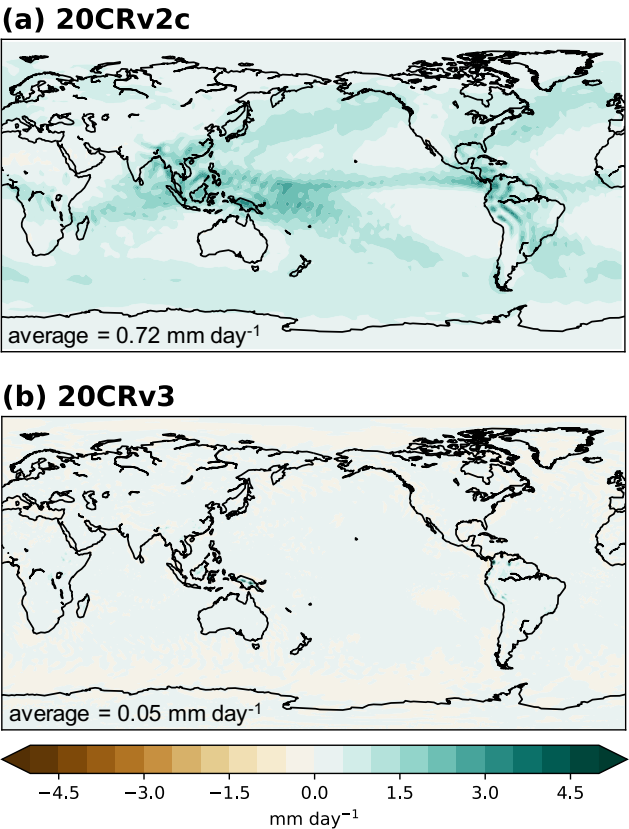 (a) 20CRv2c
average = 0.72 mm day⁻¹
(b) 20CRv3
average = 0.05 mm day⁻¹
−4.5 −3.0 −1.5 0.0 1.5 3.0 4.5
mm day⁻¹